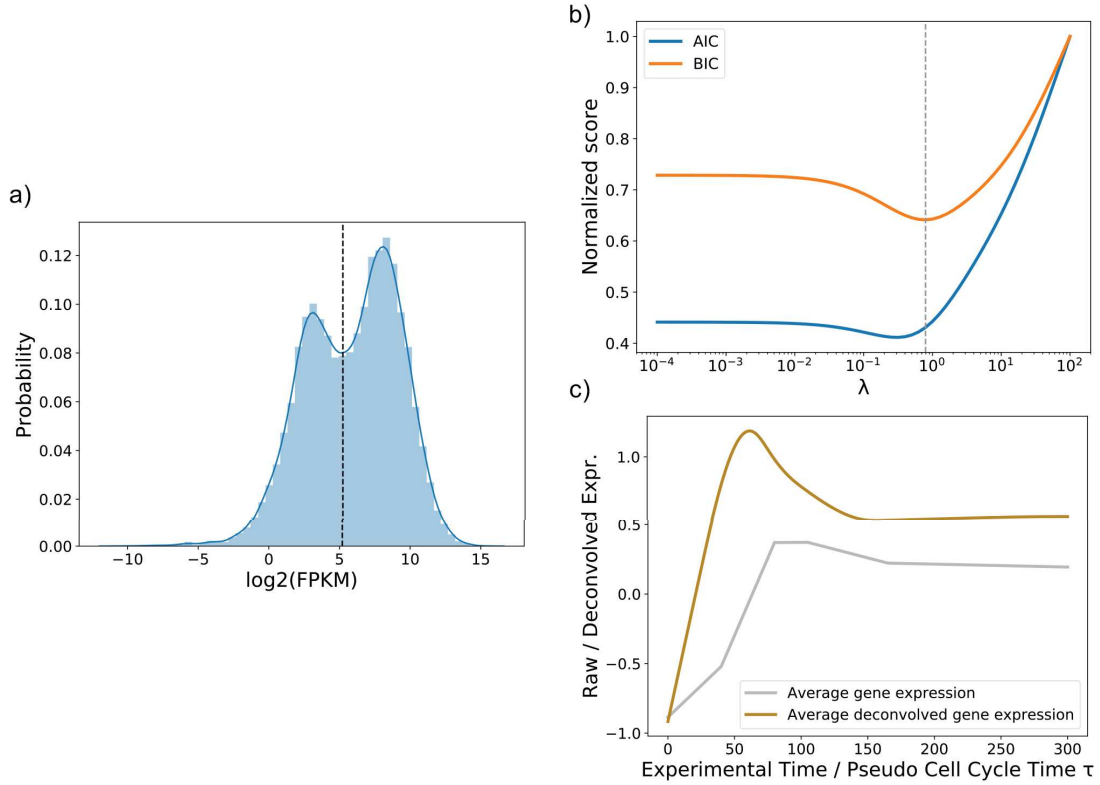 a)
0.12
0.10
0.08
0.06
0.04
0.02
0.00
Probability
−10 −5 0 5 10 15
log2(FPKM)
b)
AIC
BIC
1.0
0.9
0.8
0.7
0.6
0.5
0.4
Normalized score
10⁻⁴ 10⁻³ 10⁻² 10⁻¹ 10⁰ 10¹ 10²
λ
c)
1.0
0.5
0.0
−0.5
−1.0
Raw / Deconvolved Expr.
Average gene expression
Average deconvolved gene expression
0 50 100 150 200 250 300
Experimental Time / Pseudo Cell Cycle Time τ